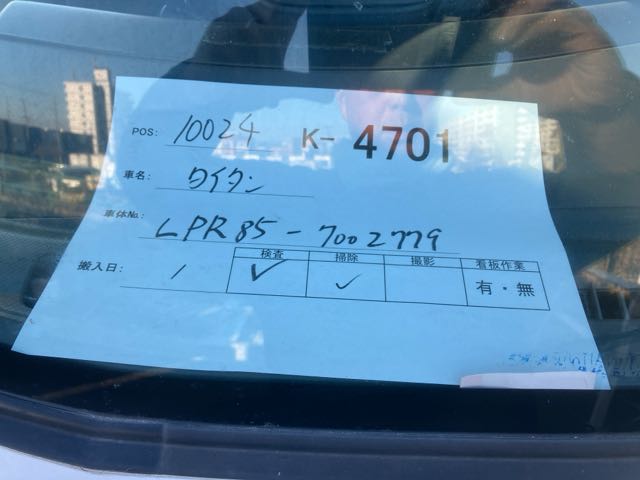 POS: 10024 K- 4701
車名: タイタン
車体No.: LPR85-7002779
検査 掃除 撮影 看板作業
搬入日: / ✓ ✓ 有・無